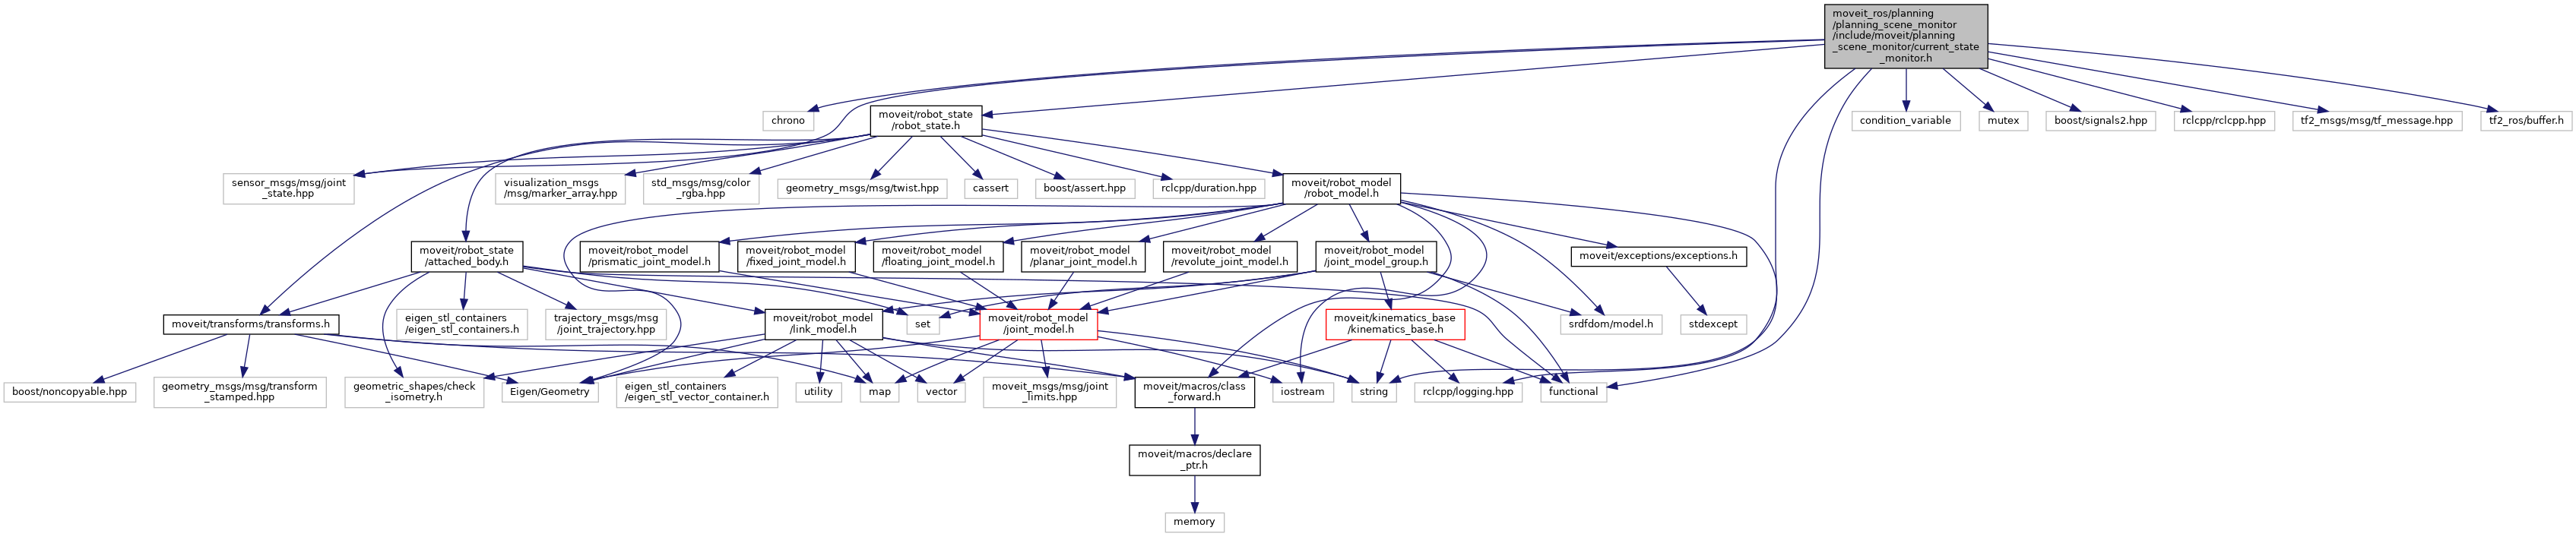 moveit_ros/planning
/planning_scene_monitor
/include/moveit/planning
_scene_monitor/current_state
_monitor.h
chrono
moveit/robot_state
/robot_state.h
condition_variable
mutex
boost/signals2.hpp
rclcpp/rclcpp.hpp
tf2_msgs/msg/tf_message.hpp
tf2_ros/buffer.h
sensor_msgs/msg/joint
_state.hpp
visualization_msgs
/msg/marker_array.hpp
std_msgs/msg/color
_rgba.hpp
geometry_msgs/msg/twist.hpp
cassert
boost/assert.hpp
rclcpp/duration.hpp
moveit/robot_model
/robot_model.h
moveit/robot_state
/attached_body.h
moveit/robot_model
/prismatic_joint_model.h
moveit/robot_model
/fixed_joint_model.h
moveit/robot_model
/floating_joint_model.h
moveit/robot_model
/planar_joint_model.h
moveit/robot_model
/revolute_joint_model.h
moveit/robot_model
/joint_model_group.h
moveit/exceptions/exceptions.h
moveit/transforms/transforms.h
eigen_stl_containers
/eigen_stl_containers.h
trajectory_msgs/msg
/joint_trajectory.hpp
moveit/robot_model
/link_model.h
set
moveit/robot_model
/joint_model.h
moveit/kinematics_base
/kinematics_base.h
srdfdom/model.h
stdexcept
boost/noncopyable.hpp
geometry_msgs/msg/transform
_stamped.hpp
geometric_shapes/check
_isometry.h
Eigen/Geometry
eigen_stl_containers
/eigen_stl_vector_container.h
utility
map
vector
moveit_msgs/msg/joint
_limits.hpp
moveit/macros/class
_forward.h
iostream
string
rclcpp/logging.hpp
functional
moveit/macros/declare
_ptr.h
memory